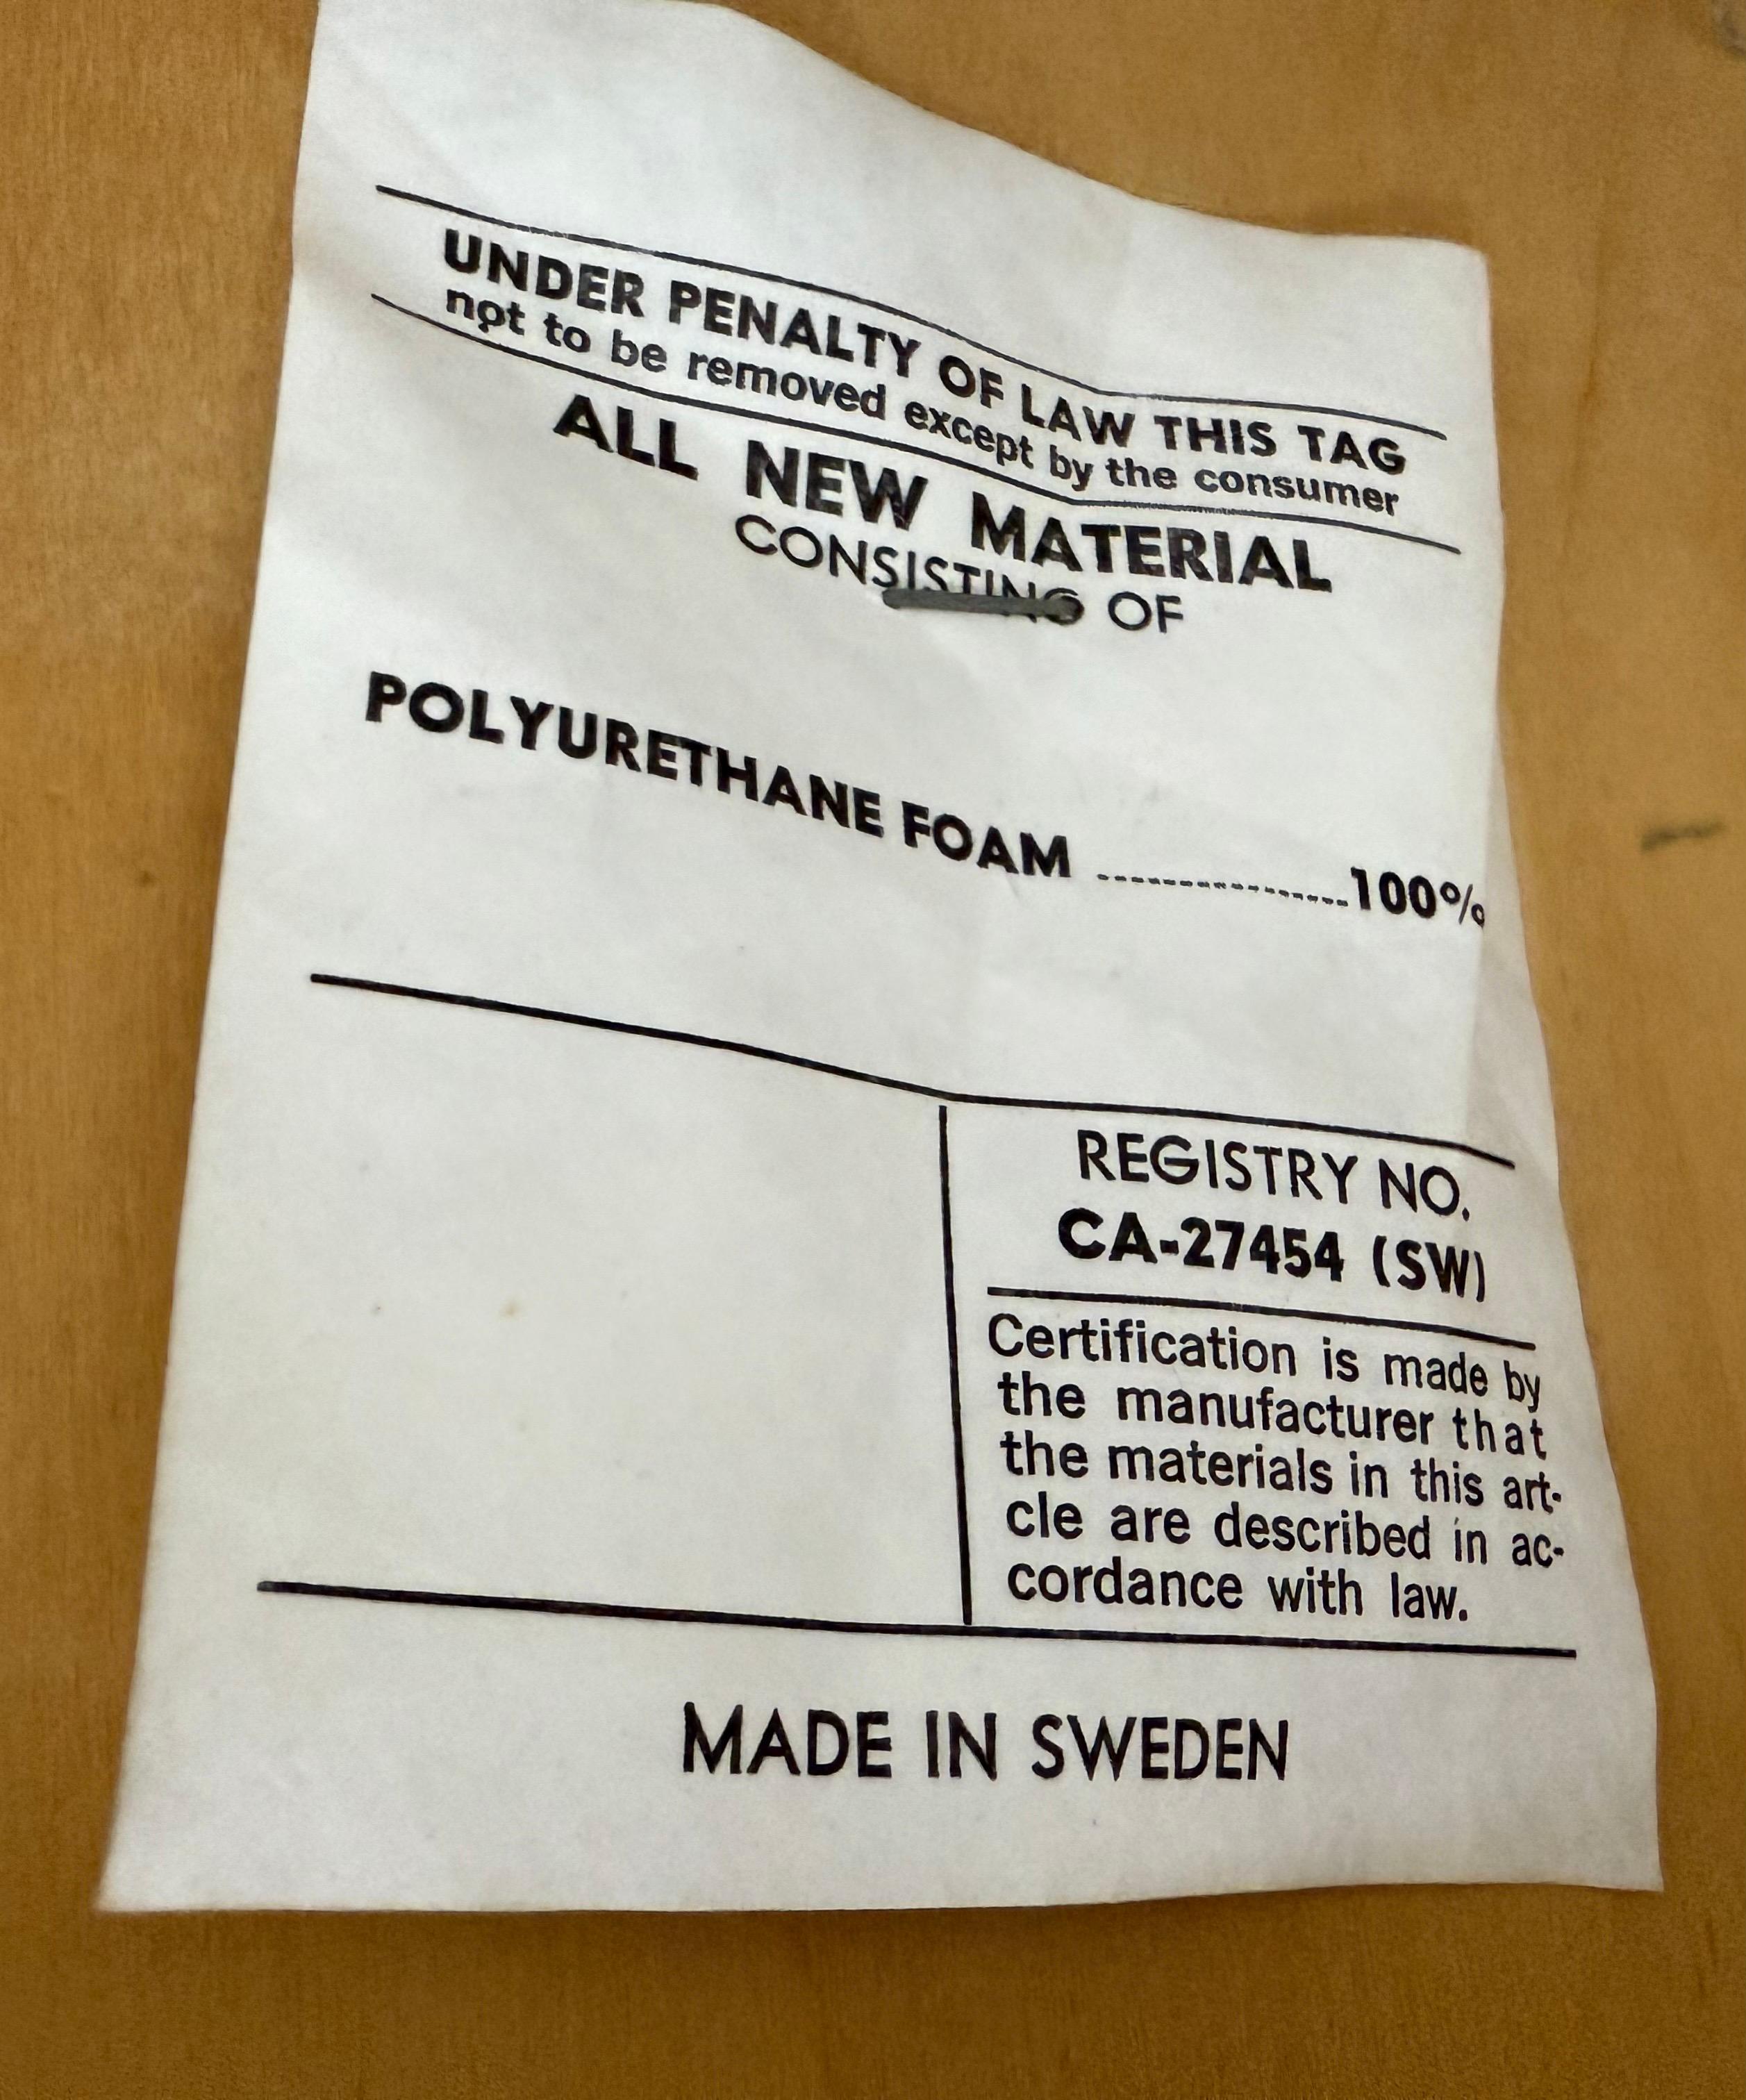 UNDER PENALTY OF LAW THIS TAG
not to be removed except by the consumer
ALL NEW MATERIAL
CONSISTING OF
POLYURETHANE FOAM ..................100%
REGISTRY NO.
CA-27454 (SW)
Certification is made by
the manufacturer that
the materials in this art-
cle are described in ac-
cordance with law.
MADE IN SWEDEN